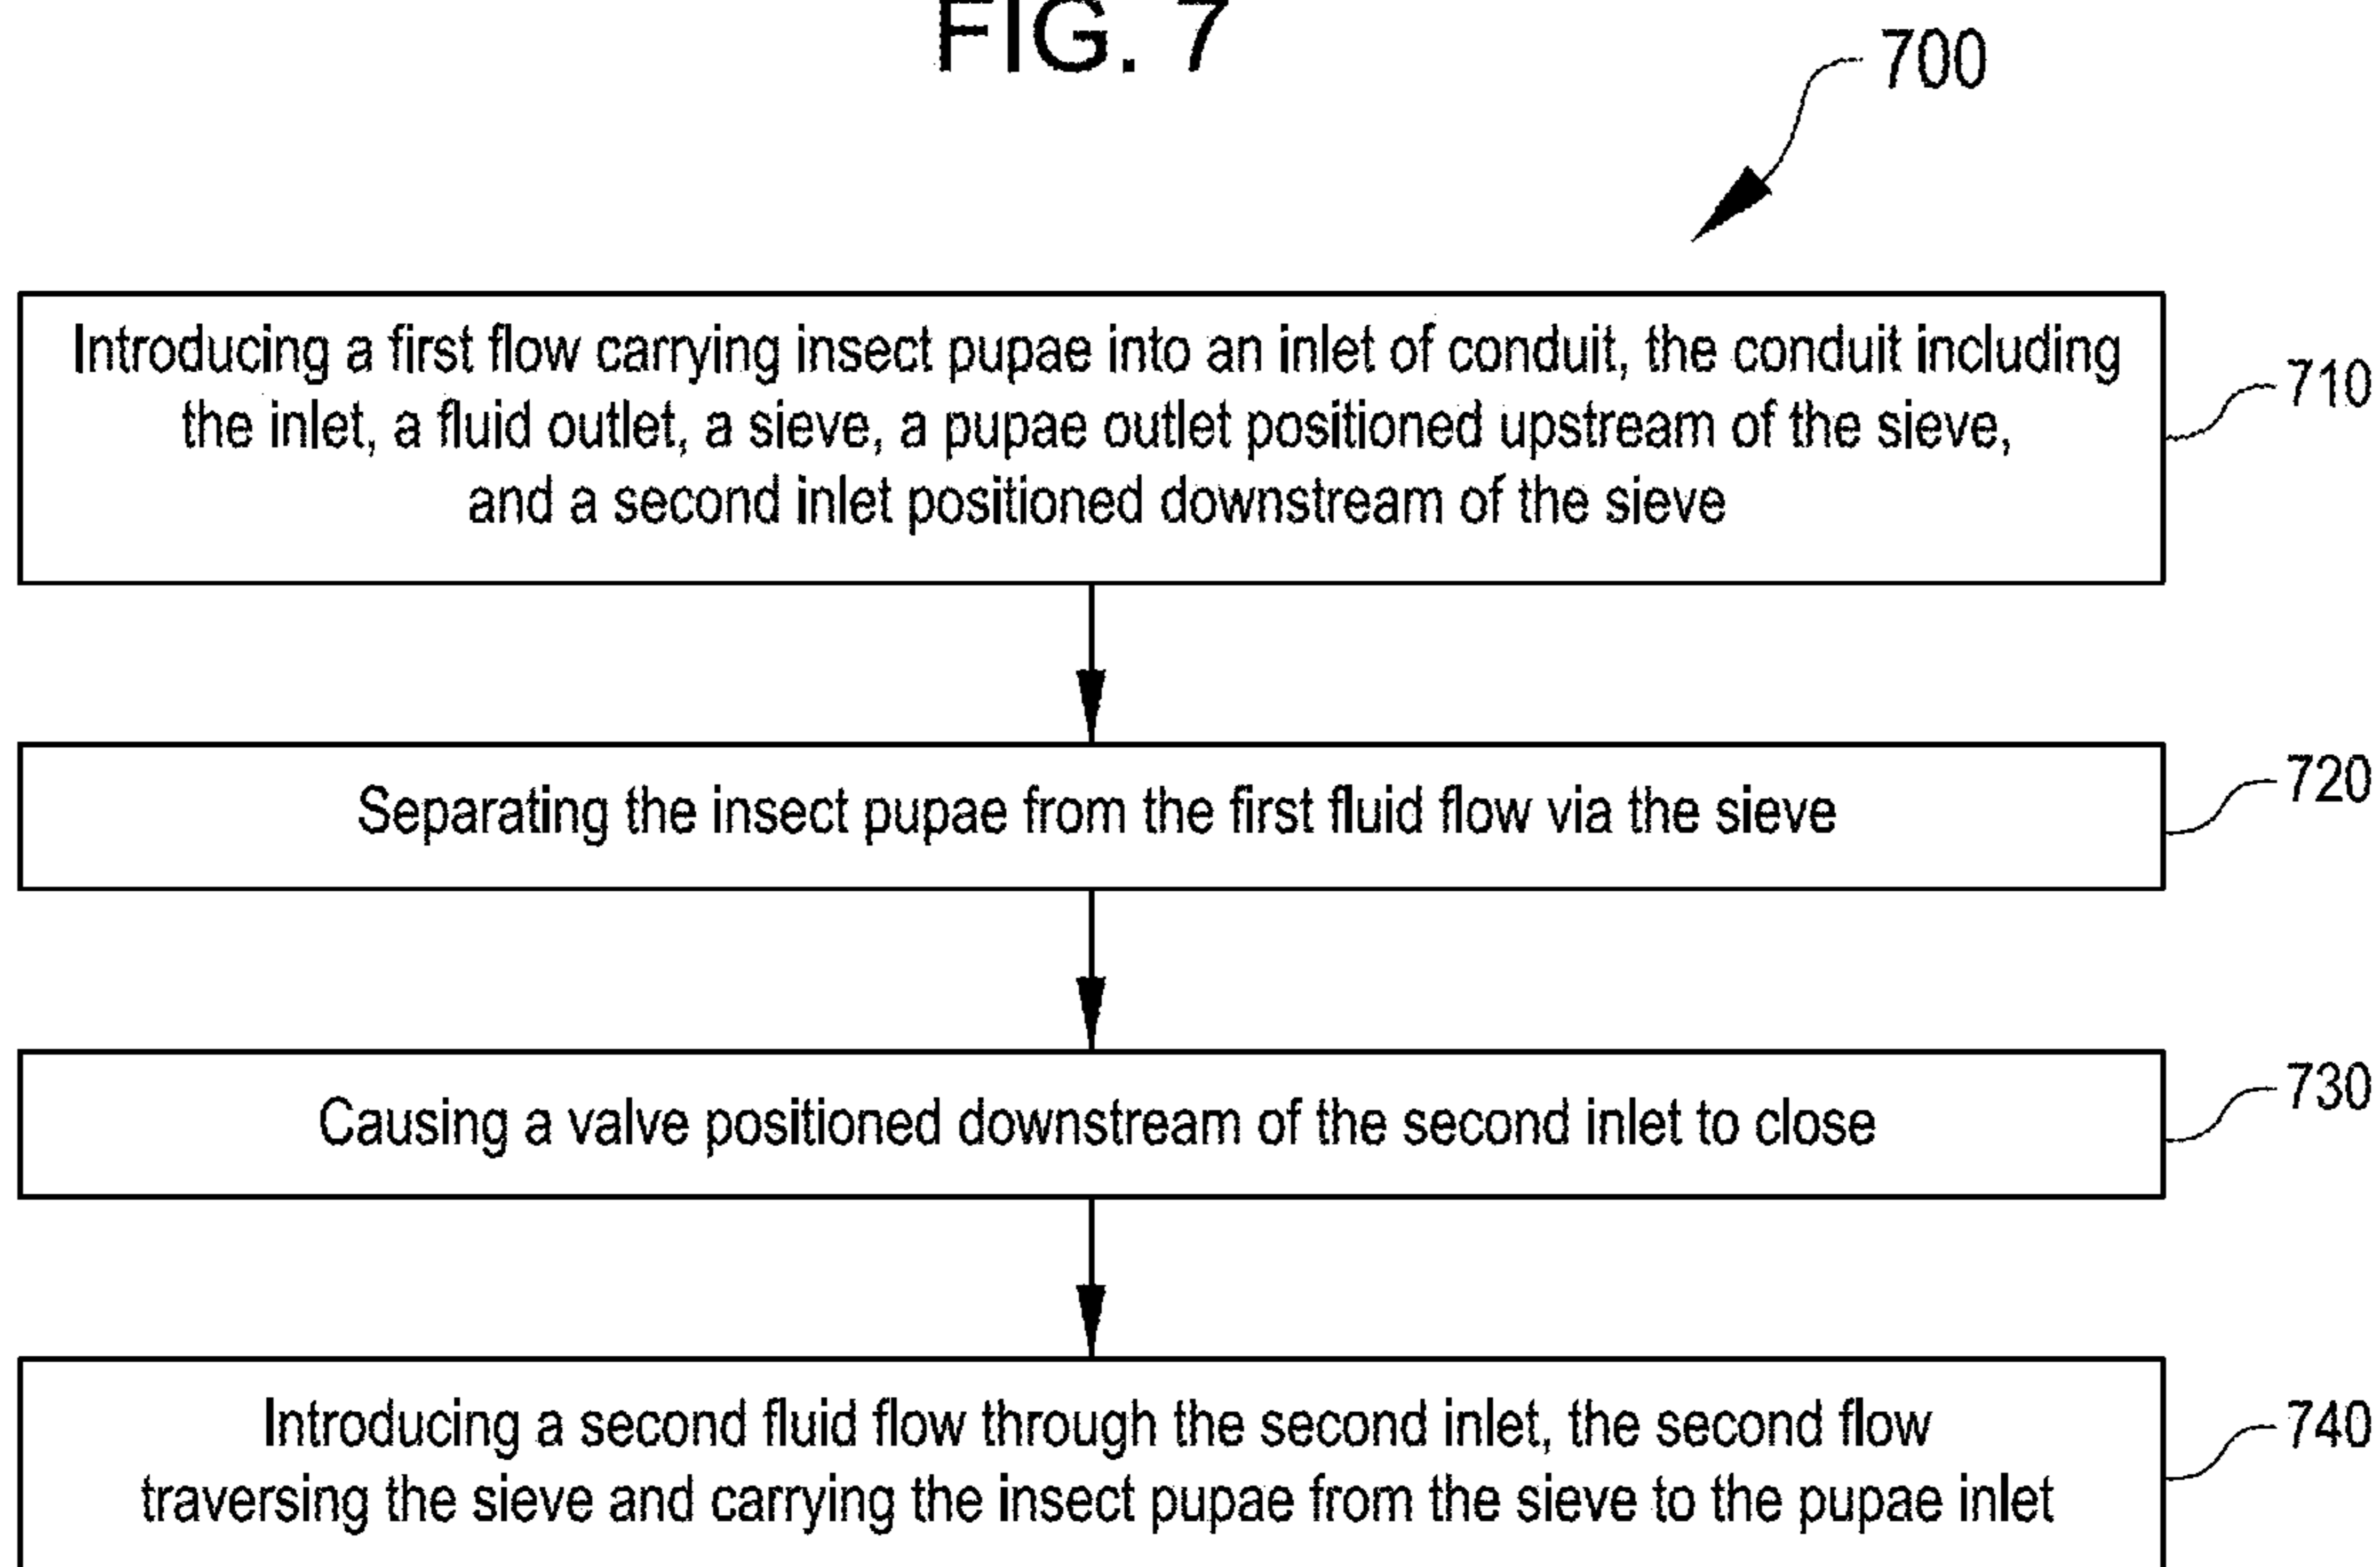 FIG. 7
700
Introducing a first flow carrying insect pupae into an inlet of conduit, the conduit including
the inlet, a fluid outlet, a sieve, a pupae outlet positioned upstream of the sieve,
and a second inlet positioned downstream of the sieve
710
Separating the insect pupae from the first fluid flow via the sieve
720
Causing a valve positioned downstream of the second inlet to close
730
Introducing a second fluid flow through the second inlet, the second flow
traversing the sieve and carrying the insect pupae from the sieve to the pupae inlet
740